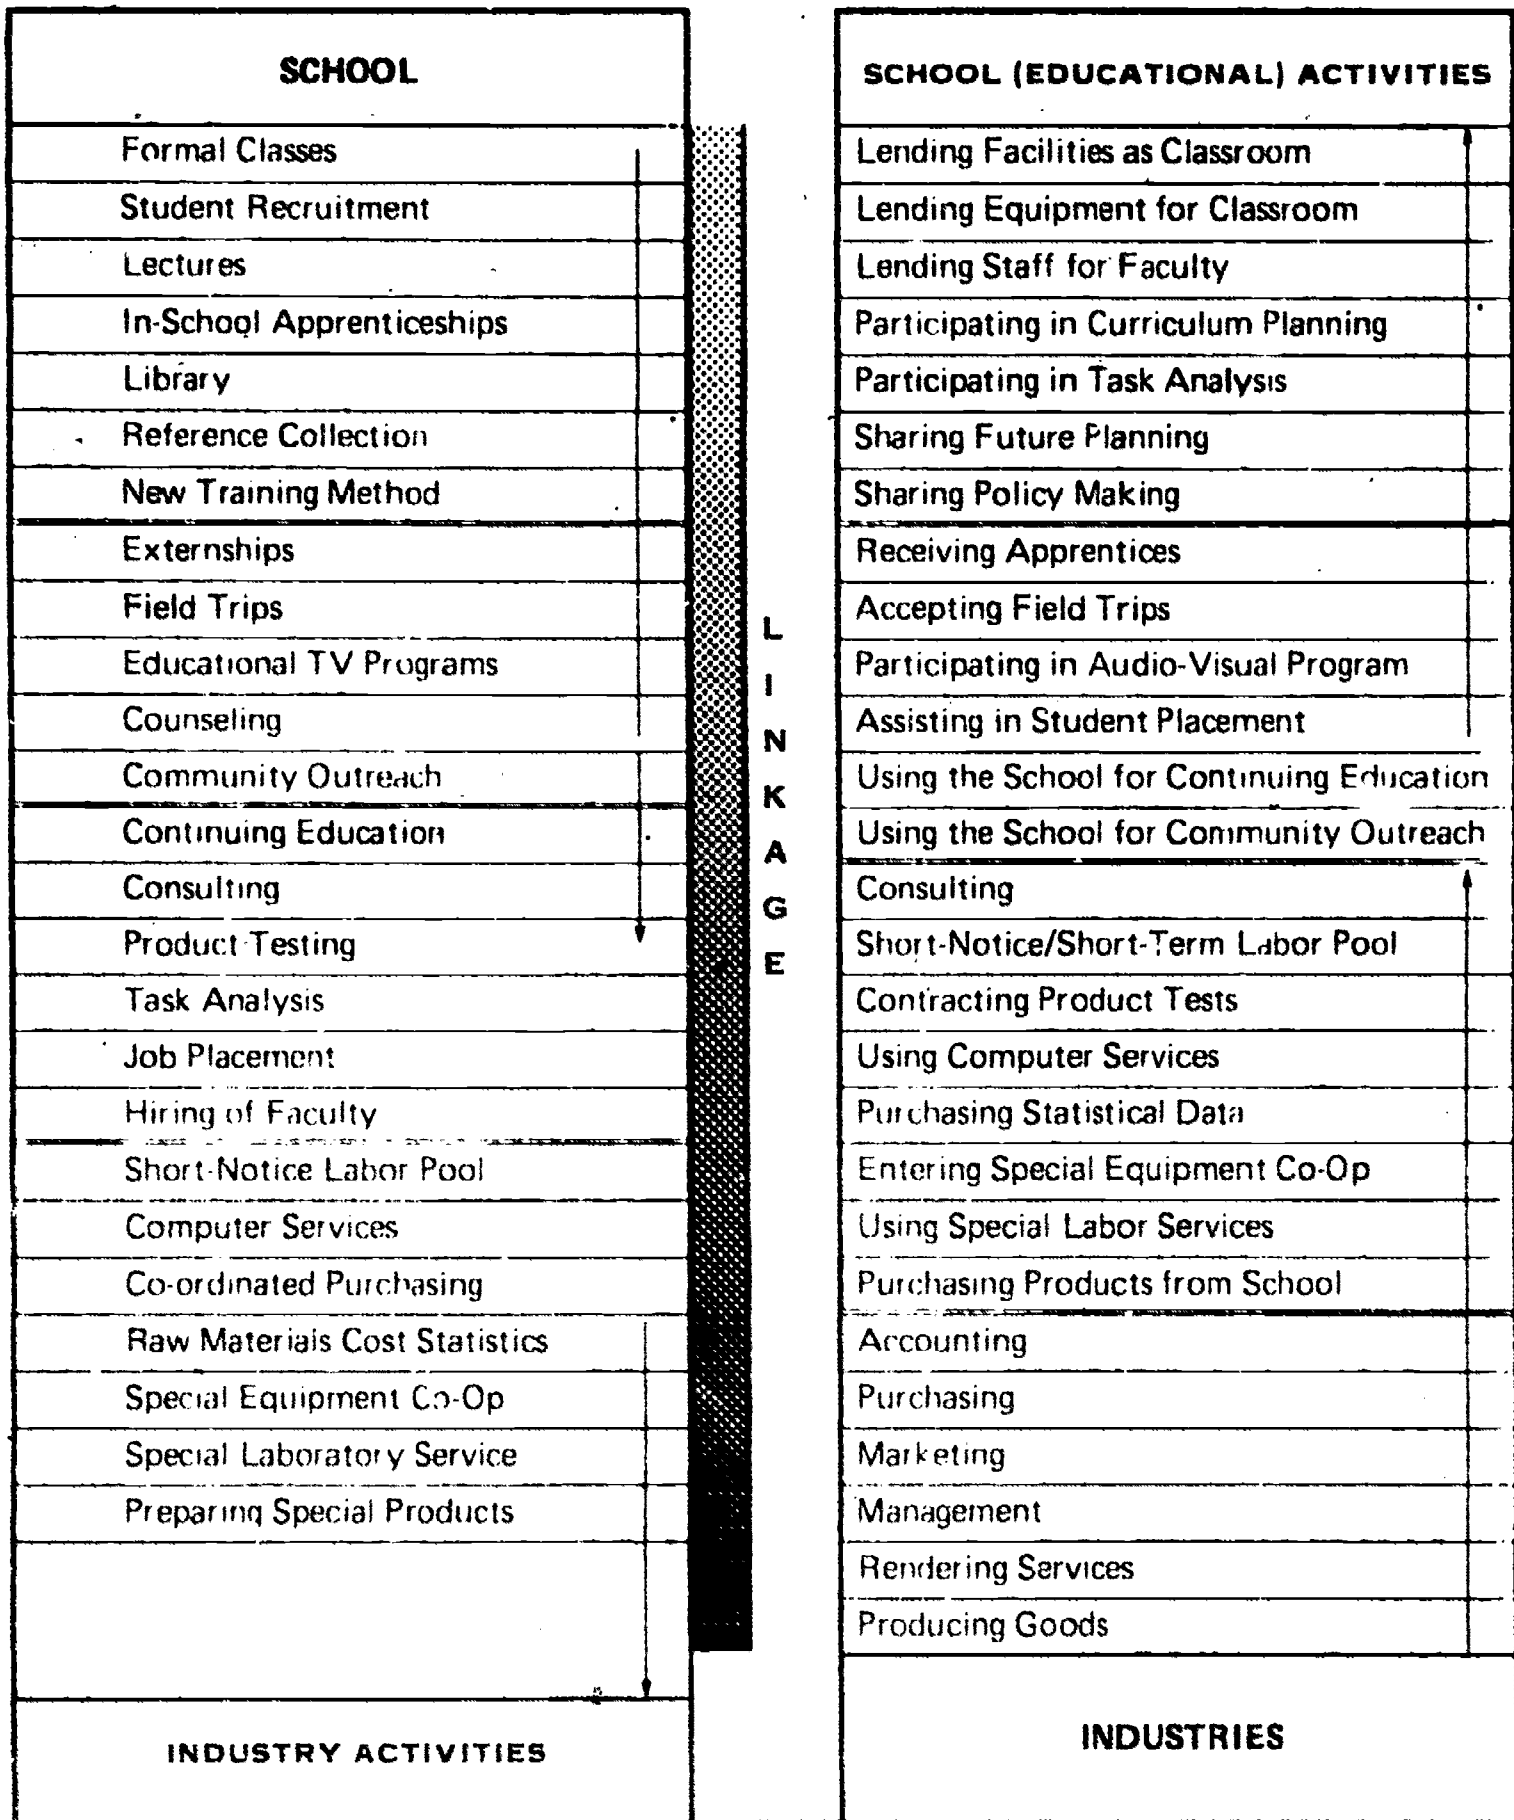 SCHOOL
Formal Classes
Student Recruitment
Lectures
In-School Apprenticeships
Library
Reference Collection
New Training Method
Externships
Field Trips
Educational TV Programs
Counseling
Community Outreach
Continuing Education
Consulting
Product Testing
Task Analysis
Job Placement
Hiring of Faculty
Short-Notice Labor Pool
Computer Services
Co-ordinated Purchasing
Raw Materials Cost Statistics
Special Equipment Co-Op
Special Laboratory Service
Preparing Special Products
INDUSTRY ACTIVITIES
LINKAGE
SCHOOL (EDUCATIONAL) ACTIVITIES
Lending Facilities as Classroom
Lending Equipment for Classroom
Lending Staff for Faculty
Participating in Curriculum Planning
Participating in Task Analysis
Sharing Future Planning
Sharing Policy Making
Receiving Apprentices
Accepting Field Trips
Participating in Audio-Visual Program
Assisting in Student Placement
Using the School for Continuing Education
Using the School for Community Outreach
Consulting
Short-Notice/Short-Term Labor Pool
Contracting Product Tests
Using Computer Services
Purchasing Statistical Data
Entering Special Equipment Co-Op
Using Special Labor Services
Purchasing Products from School
Accounting
Purchasing
Marketing
Management
Rendering Services
Producing Goods
INDUSTRIES